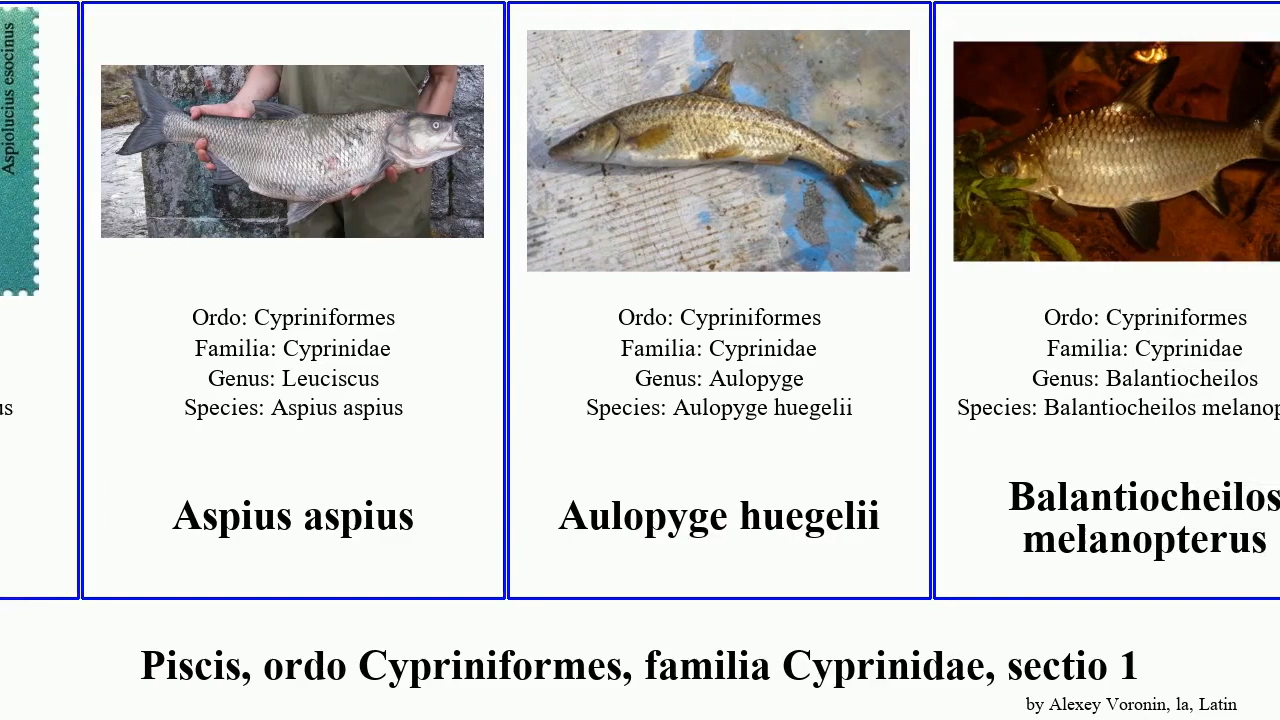 Aspiolucius esocinus
Ordo: Cypriniformes
Familia: Cyprinidae
Genus: Leuciscus
Species: Aspius aspius
Aspius aspius
Ordo: Cypriniformes
Familia: Cyprinidae
Genus: Aulopyge
Species: Aulopyge huegelii
Aulopyge huegelii
Ordo: Cypriniformes
Familia: Cyprinidae
Genus: Balantiocheilos
Species: Balantiocheilos
Balantiocheilos
melanopterus
Piscis, ordo Cypriniformes, familia Cyprinidae, sectio 1
by Alexey Voronin, la, Latin